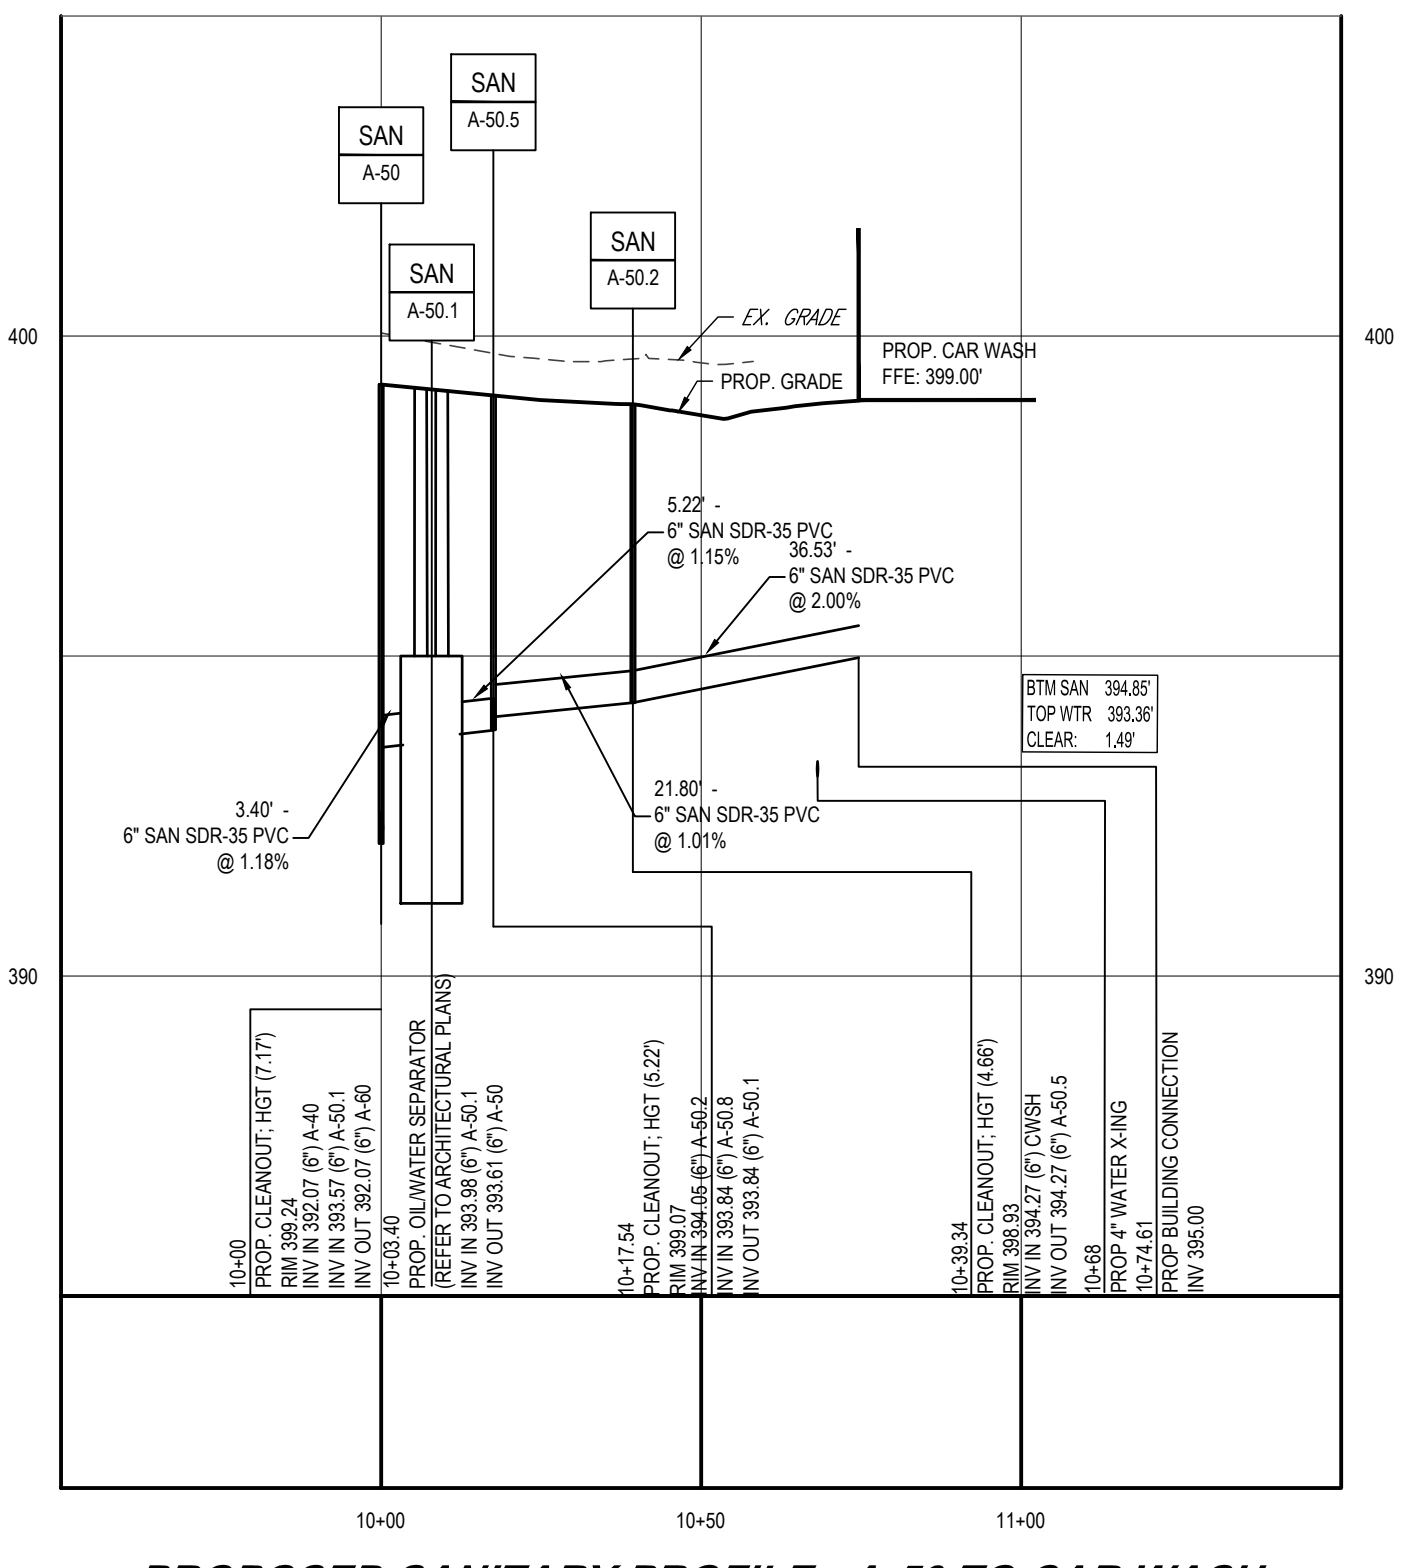 SAN
A-50.5
SAN
A-50
SAN
A-50.2
SAN
A-50.1
EX. GRADE
400
400
PROP. CAR WASH
FFE: 399.00'
PROP. GRADE
5.22' -
6" SAN SDR-35 PVC
@ 1.15%
36.53' -
6" SAN SDR-35 PVC
@ 2.00%
BTM SAN 394.85'
TOP WTR 393.36'
CLEAR: 1.49'
21.80' -
6" SAN SDR-35 PVC
@ 1.01%
3.40' -
6" SAN SDR-35 PVC
@ 1.18%
390
390
10+00
PROP. CLEANOUT; HGT (7.17')
RIM 399.24
INV IN 392.07 (6") A-40
INV IN 393.57 (6") A-50.1
INV OUT 392.07 (6") A-60
10+03.40
PROP. OIL/WATER SEPARATOR
(REFER TO ARCHITECTURAL PLANS)
INV IN 393.98 (6") A-50.1
INV OUT 393.61 (6") A-50
10+17.54
PROP. CLEANOUT; HGT (5.22')
RIM 399.07
INV IN 394.05 (6") A-50.2
INV IN 393.84 (6") A-50.8
INV OUT 393.84 (6") A-50.1
10+39.34
PROP. CLEANOUT; HGT (4.66')
RIM 398.93
INV IN 394.27 (6") CWSH
INV OUT 394.27 (6") A-50.5
10+68
PROP 4" WATER X-ING
10+74.61
PROP BUILDING CONNECTION
INV 395.00
10+00
10+50
11+00
PROPOSED SANITARY PROFILE - A-50 TO CAR WASH